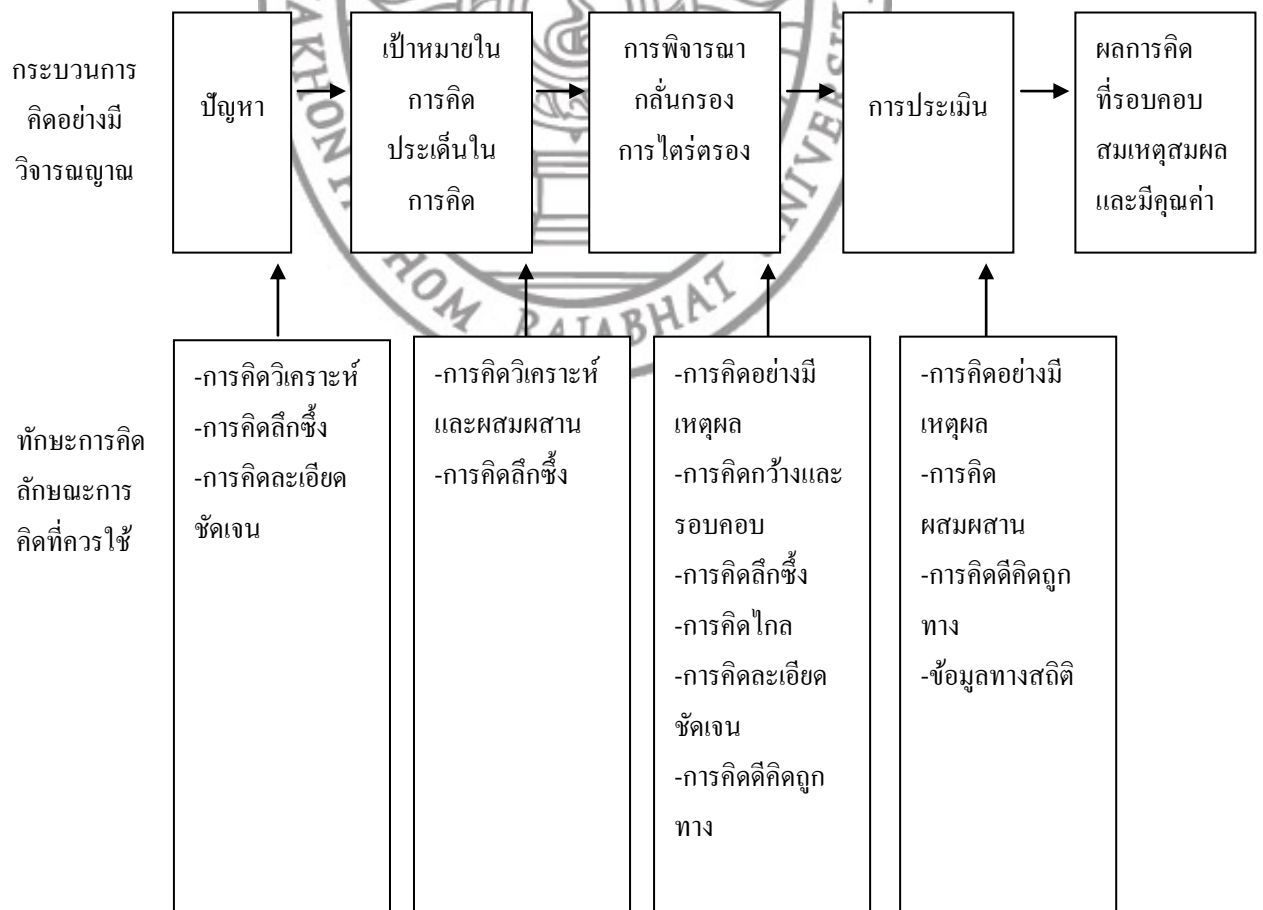 กระบวนการ
คิดอย่างมี
วิจารณญาณ
ปัญหา
เป้าหมายใน
การคิด
ประเด็นใน
การคิด
การพิจารณา
กลั่นกรอง
การไตร่ตรอง
การประเมิน
ผลการคิด
ที่รอบคอบ
สมเหตุสมผล
และมีคุณค่า
ทักษะการคิด
ลักษณะการ
คิดที่ควรใช้
-การคิดวิเคราะห์
-การคิดลึกซึ้ง
-การคิดละเอียด
ชัดเจน
-การคิดวิเคราะห์
และผสมผสาน
-การคิดลึกซึ้ง
-การคิดอย่างมี
เหตุผล
-การคิดกว้างและ
รอบคอบ
-การคิดลึกซึ้ง
-การคิดไกล
-การคิดละเอียด
ชัดเจน
-การคิดดีคิดถูก
ทาง
-การคิดอย่างมี
เหตุผล
-การคิด
ผสมผสาน
-การคิดดีคิดถูก
ทาง
-ข้อมูลทางสถิติ
RAJABHAT